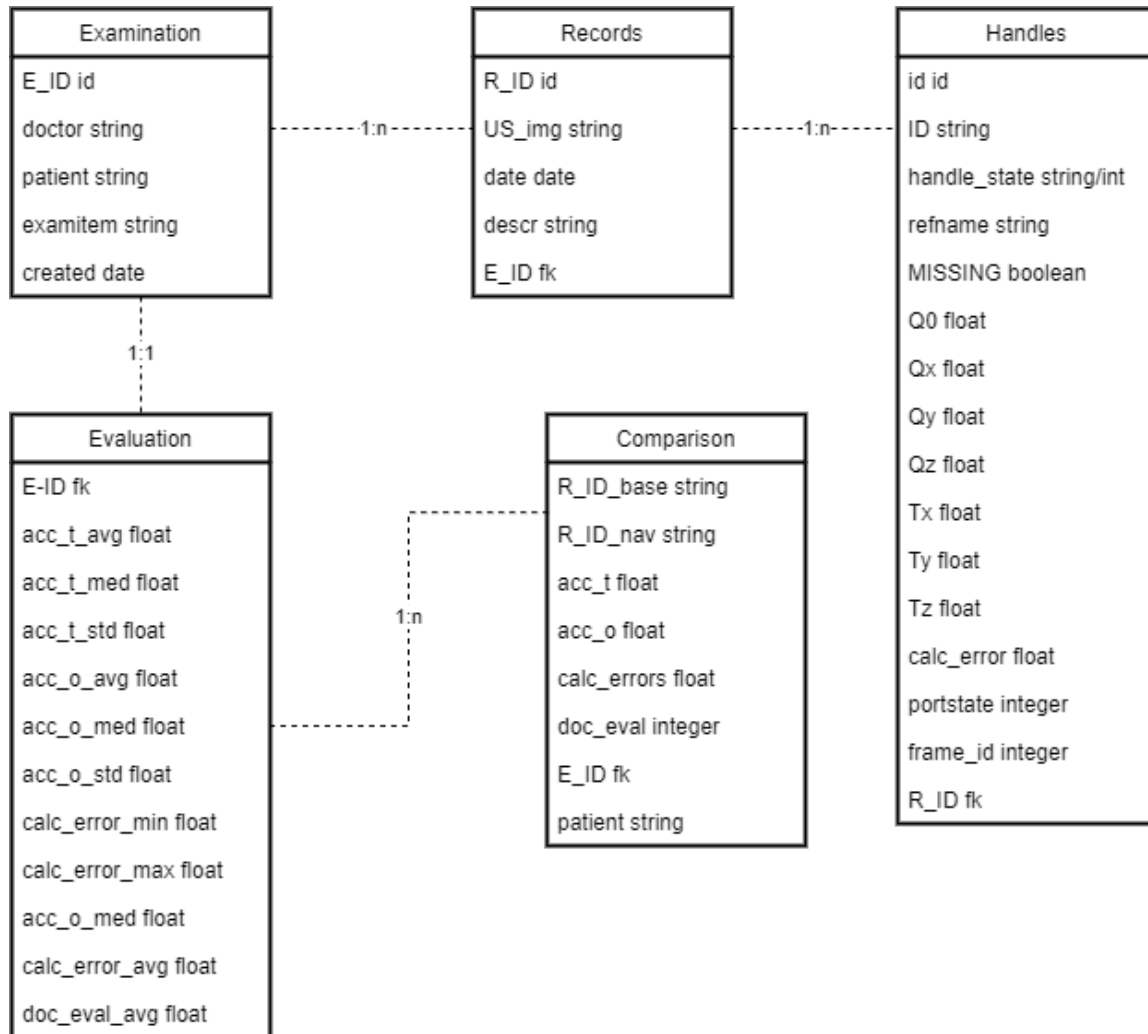 Examination
E_ID id
doctor string
patient string
examitem string
created date
1:n
Records
R_ID id
US_img string
date date
descr string
E_ID fk
1:n
Handles
id id
ID string
handle_state string/int
refname string
MISSING boolean
Q0 float
Qx float
Qy float
Qz float
Tx float
Ty float
Tz float
calc_error float
portstate integer
frame_id integer
R_ID fk
1:1
Evaluation
E-ID fk
acc_t_avg float
acc_t_med float
acc_t_std float
acc_o_avg float
acc_o_med float
acc_o_std float
calc_error_min float
calc_error_max float
acc_o_med float
calc_error_avg float
doc_eval_avg float
1:n
Comparison
R_ID_base string
R_ID_nav string
acc_t float
acc_o float
calc_errors float
doc_eval integer
E_ID fk
patient string